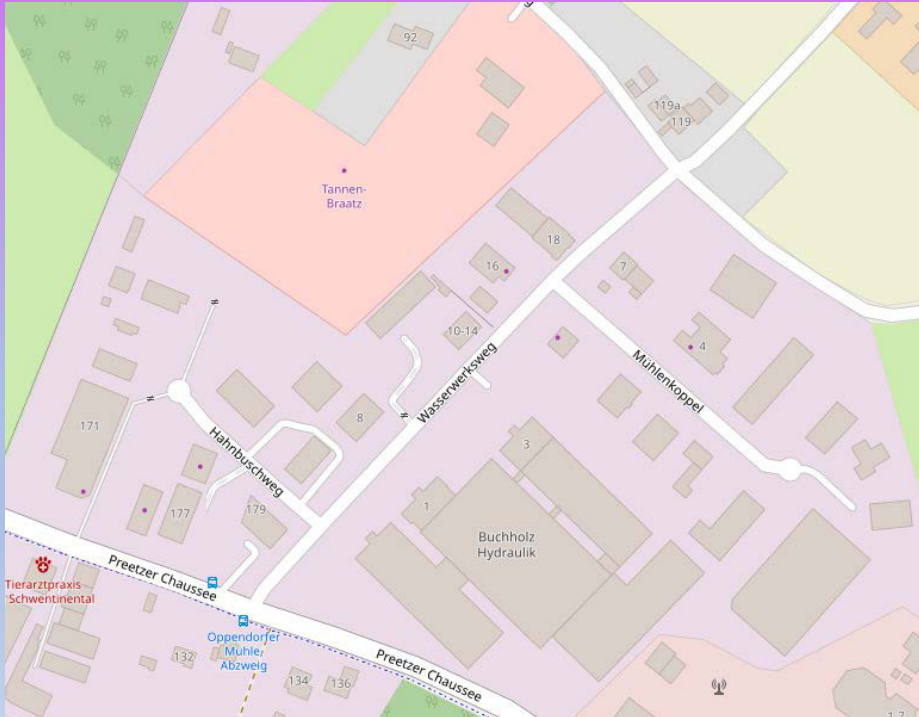 92
119a
119
Tannen-
Braatz
18
16
7
10-14
4
Wasserwerksweg
Mühlenkoppel
8
171
Hahnbuschweg
3
177
179
1
Buchholz
Hydraulik
Preetzer Chaussee
Tierarztpraxis
Schwentinental
Oppendorfer
Mühle,
Abzweig
132
Preetzer Chaussee
134
136